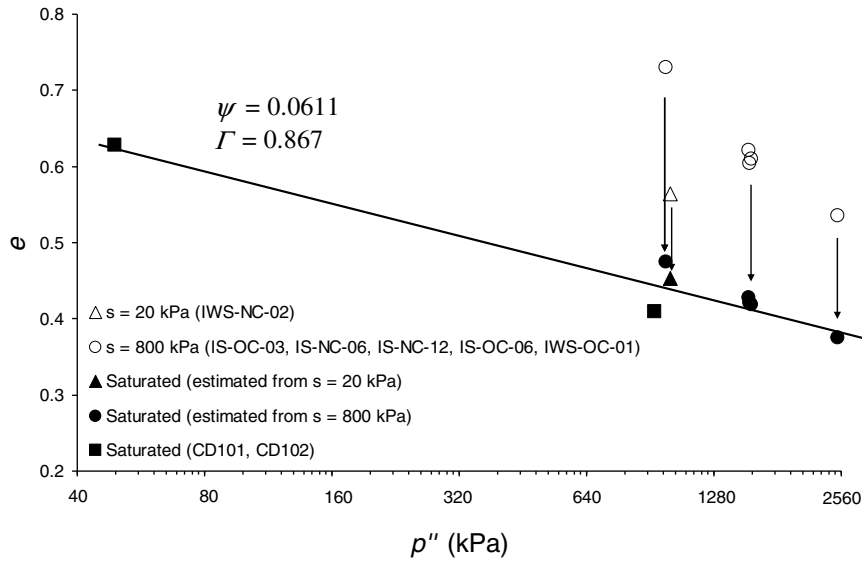 0.8
0.7
ψ = 0.0611
Γ = 0.867
0.6
0.5
e
0.4
0.3
0.2
△ s = 20 kPa (IWS-NC-02)
○ s = 800 kPa (IS-OC-03, IS-NC-06, IS-NC-12, IS-OC-06, IWS-OC-01)
▲ Saturated (estimated from s = 20 kPa)
● Saturated (estimated from s = 800 kPa)
■ Saturated (CD101, CD102)
40 80 160 320 640 1280 2560
p" (kPa)